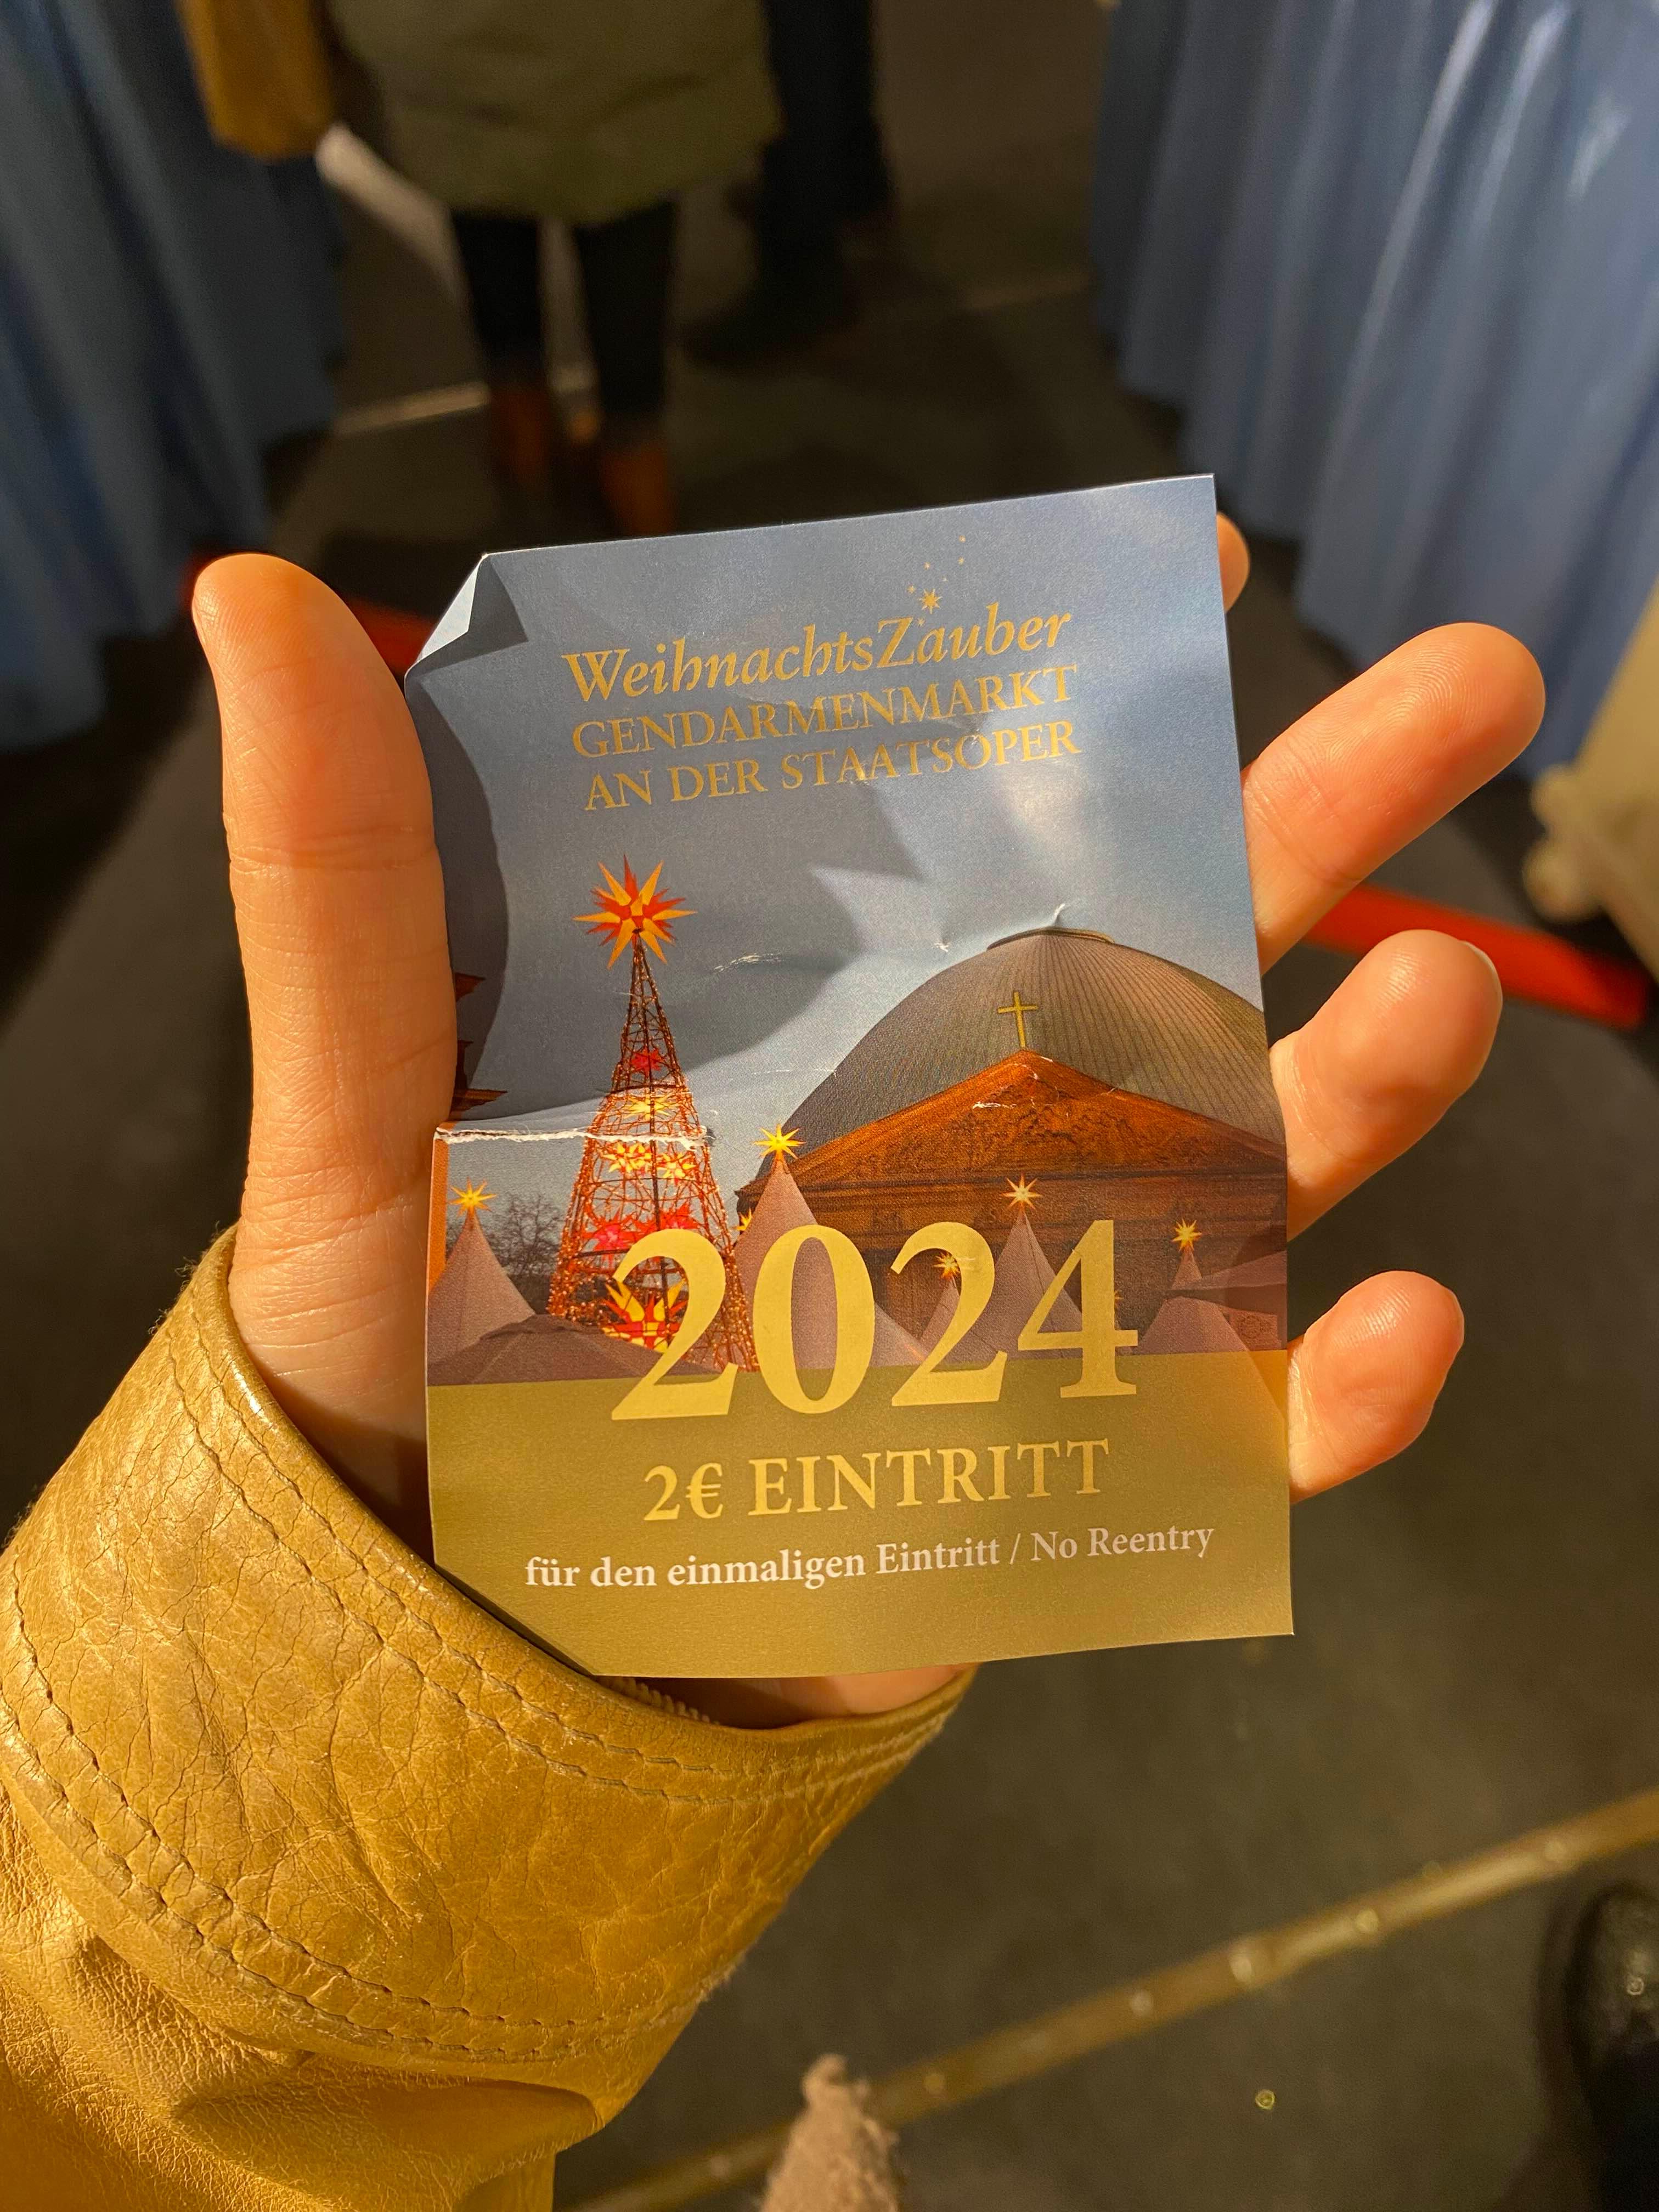 WeihnachtsZauber
GENDARMENMARKT
AN DER STAATSOPER
2024
2€ EINTRITT
für den einmaligen Eintritt / No Reentry